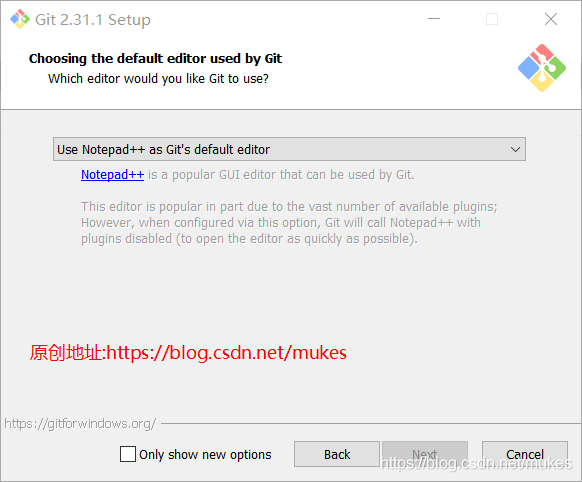 Git 2.31.1 Setup
Choosing the default editor used by Git
Which editor would you like Git to use?
Use Notepad++ as Git's default editor
Notepad++ is a popular GUI editor that can be used by Git.
This editor is popular in part due to the vast number of available plugins;
However, when configured via this option, Git will call Notepad++ with
plugins disabled (to open the editor as quickly as possible).
原创地址:https://blog.csdn.net/mukes
https://gitforwindows.org/
Only show new options
Back
Next
Cancel
https://blog.csdn.net/mukes